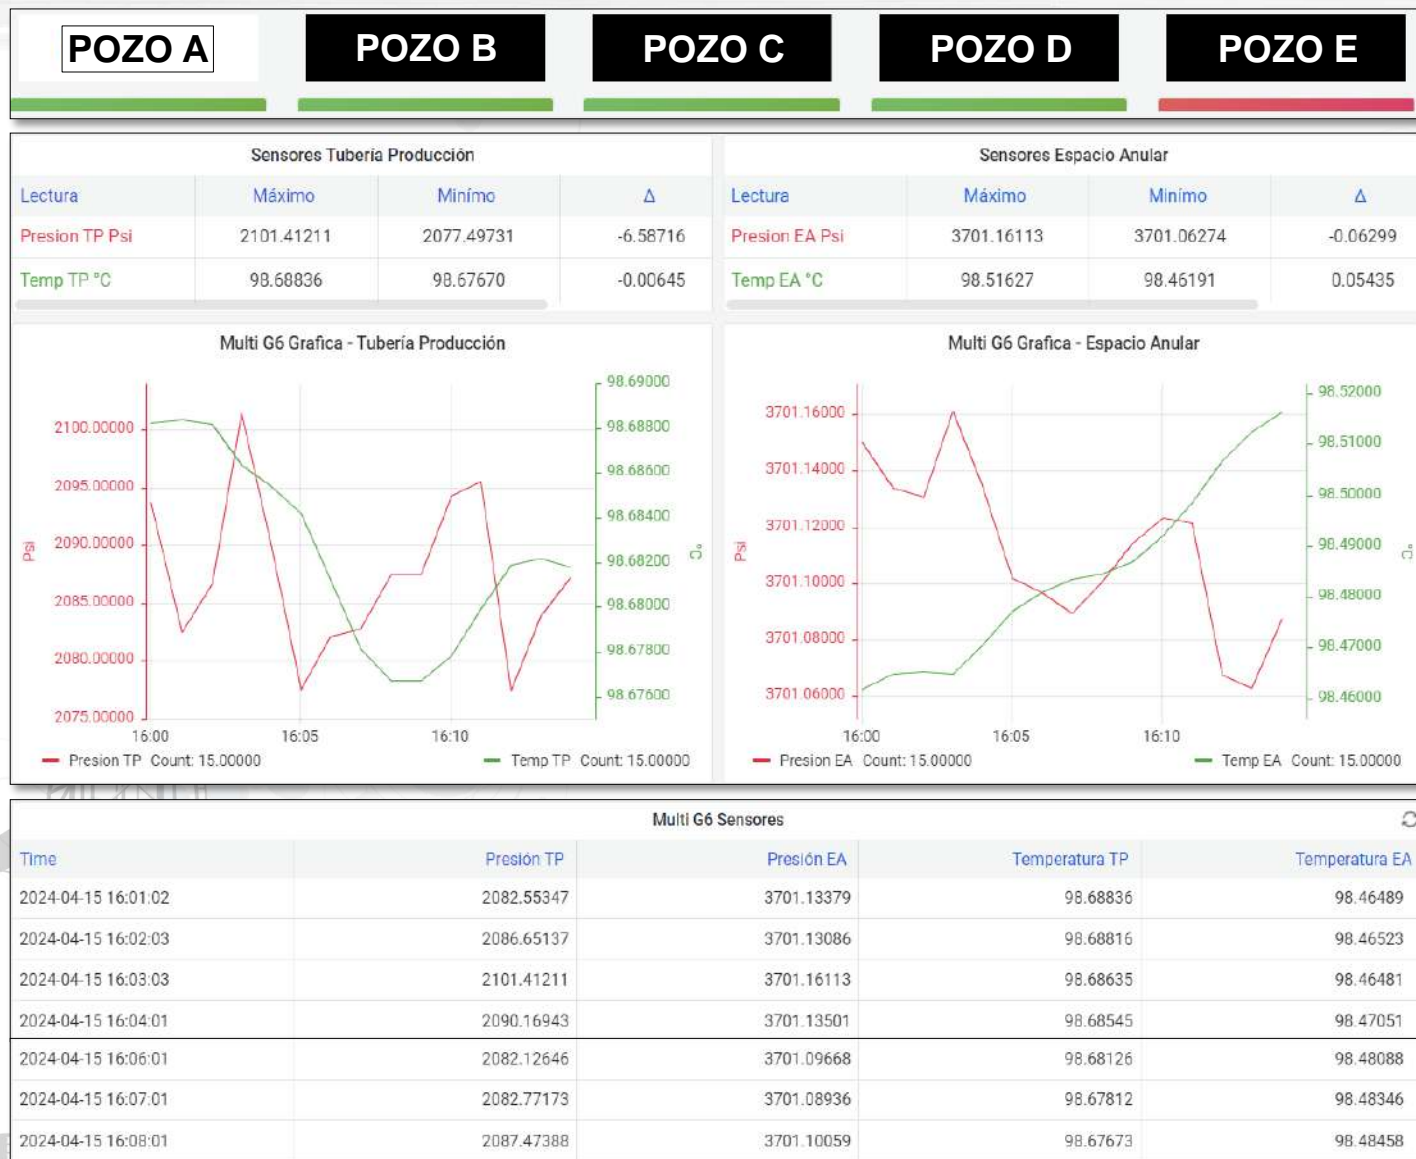 POZO A POZO B POZO C POZO D POZO E
Sensores Tubería Producción
Lectura Máximo Minímo Δ
Presion TP Psi 2101.41211 2077.49731 -6.58716
Temp TP °C 98.68836 98.67670 -0.00645
Sensores Espacio Anular
Lectura Máximo Minímo Δ
Presion EA Psi 3701.16113 3701.06274 -0.06299
Temp EA °C 98.51627 98.46191 0.05435
Multi G6 Grafica - Tubería Producción
Psi
2100.00000
2095.00000
2090.00000
2085.00000
2080.00000
2075.00000
98.69000
98.68800
98.68600
98.68400
98.68200
98.68000
98.67800
98.67600
°C
16:00 16:05 16:10
Presion TP Count: 15.00000 Temp TP Count: 15.00000
Multi G6 Grafica - Espacio Anular
Psi
3701.16000
3701.14000
3701.12000
3701.10000
3701.08000
3701.06000
98.52000
98.51000
98.50000
98.49000
98.48000
98.47000
98.46000
°C
16:00 16:05 16:10
Presion EA Count: 15.00000 Temp EA Count: 15.00000
Multi G6 Sensores
Time Presión TP Presión EA Temperatura TP Temperatura EA
2024-04-15 16:01:02 2082.55347 3701.13379 98.68836 98.46489
2024-04-15 16:02:03 2086.65137 3701.13086 98.68816 98.46523
2024-04-15 16:03:03 2101.41211 3701.16113 98.68635 98.46481
2024-04-15 16:04:01 2090.16943 3701.13501 98.68545 98.47051
2024-04-15 16:06:01 2082.12646 3701.09668 98.68126 98.48088
2024-04-15 16:07:01 2082.77173 3701.08936 98.67812 98.48346
2024-04-15 16:08:01 2087.47388 3701.10059 98.67673 98.48458